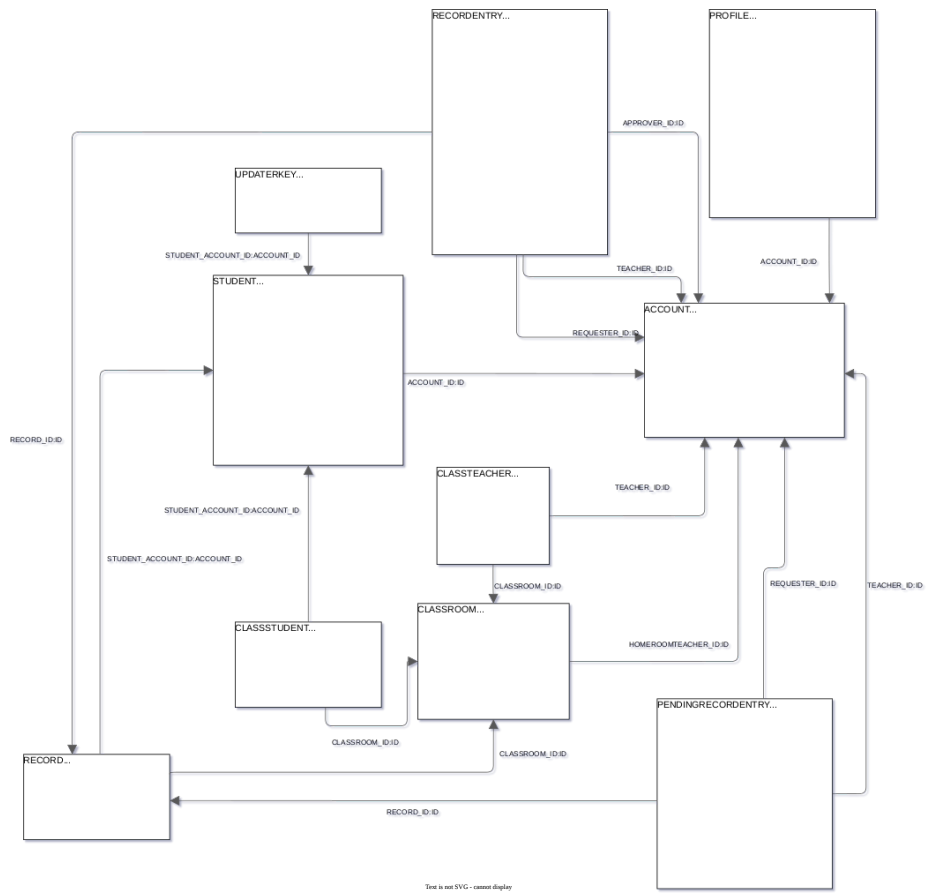 RECORDENTRY...
PROFILE...
APPROVER_ID:ID
UPDATERKEY...
STUDENT_ACCOUNT_ID:ACCOUNT_ID
ACCOUNT_ID:ID
TEACHER_ID:ID
STUDENT...
ACCOUNT...
REQUESTER_ID:ID
ACCOUNT_ID:ID
RECORD_ID:ID
CLASSTEACHER...
TEACHER_ID:ID
STUDENT_ACCOUNT_ID:ACCOUNT_ID
STUDENT_ACCOUNT_ID:ACCOUNT_ID
CLASSROOM_ID:ID
REQUESTER_ID:ID
TEACHER_ID:ID
CLASSROOM...
CLASSSTUDENT...
HOMEROOMTEACHER_ID:ID
PENDINGRECORDENTRY...
CLASSROOM_ID:ID
CLASSROOM_ID:ID
RECORD...
RECORD_ID:ID
Text is not SVG - cannot display